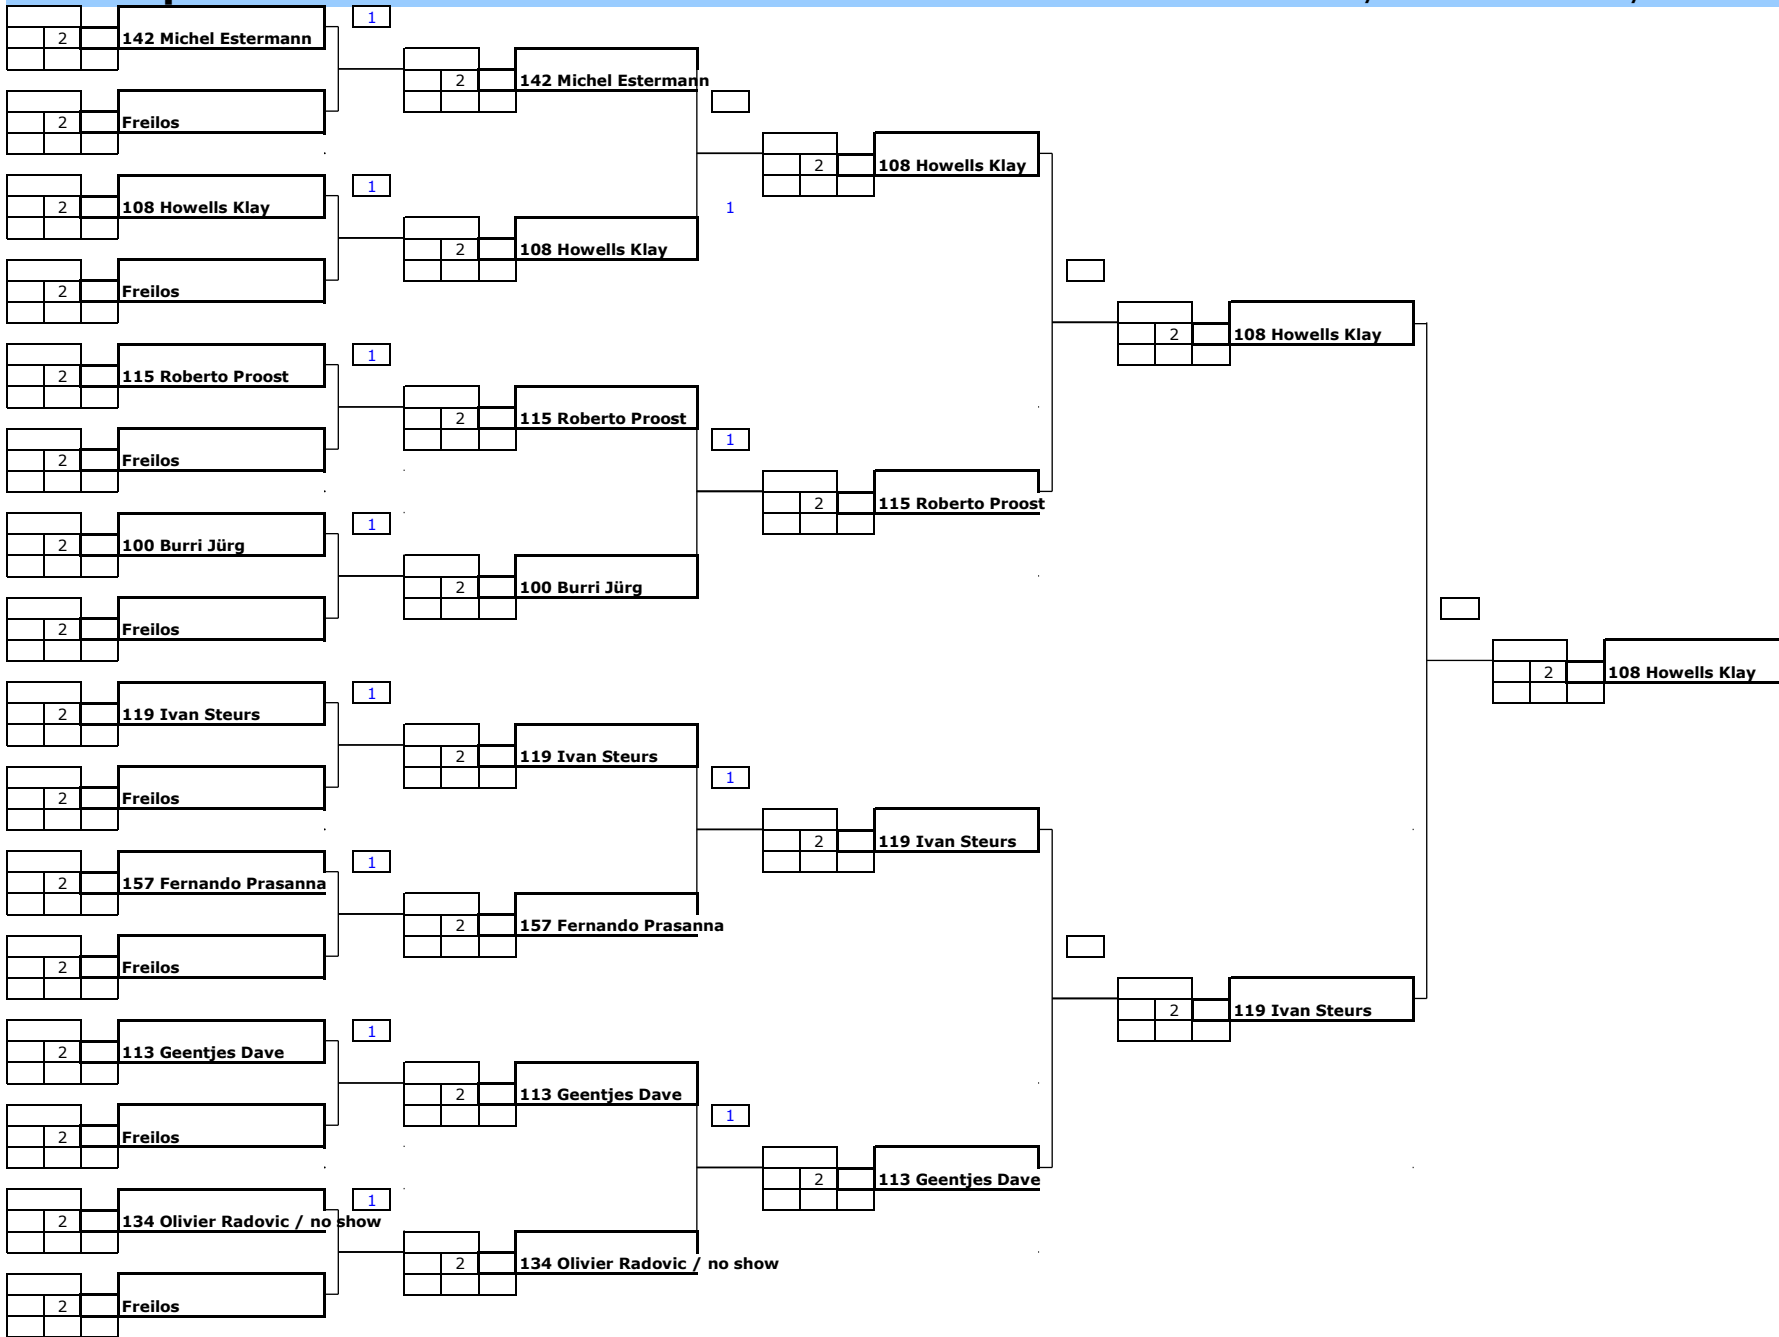 1
2 142 Michel Estermann
2 142 Michel Estermann
2 Freilos
2 108 Howells Klay
1
2 108 Howells Klay
1
2 108 Howells Klay
2 Freilos
2 108 Howells Klay
1
2 115 Roberto Proost
2 115 Roberto Proost
1
2 Freilos
2 115 Roberto Proost
1
2 100 Burri Jürg
2 100 Burri Jürg
2 Freilos
2 108 Howells Klay
1
2 119 Ivan Steurs
2 119 Ivan Steurs
1
2 Freilos
2 119 Ivan Steurs
1
2 157 Fernando Prasanna
2 157 Fernando Prasanna
2 Freilos
2 119 Ivan Steurs
1
2 113 Geentjes Dave
2 113 Geentjes Dave
1
2 Freilos
2 113 Geentjes Dave
1
2 134 Olivier Radovic / no show
2 134 Olivier Radovic / no show
2 Freilos